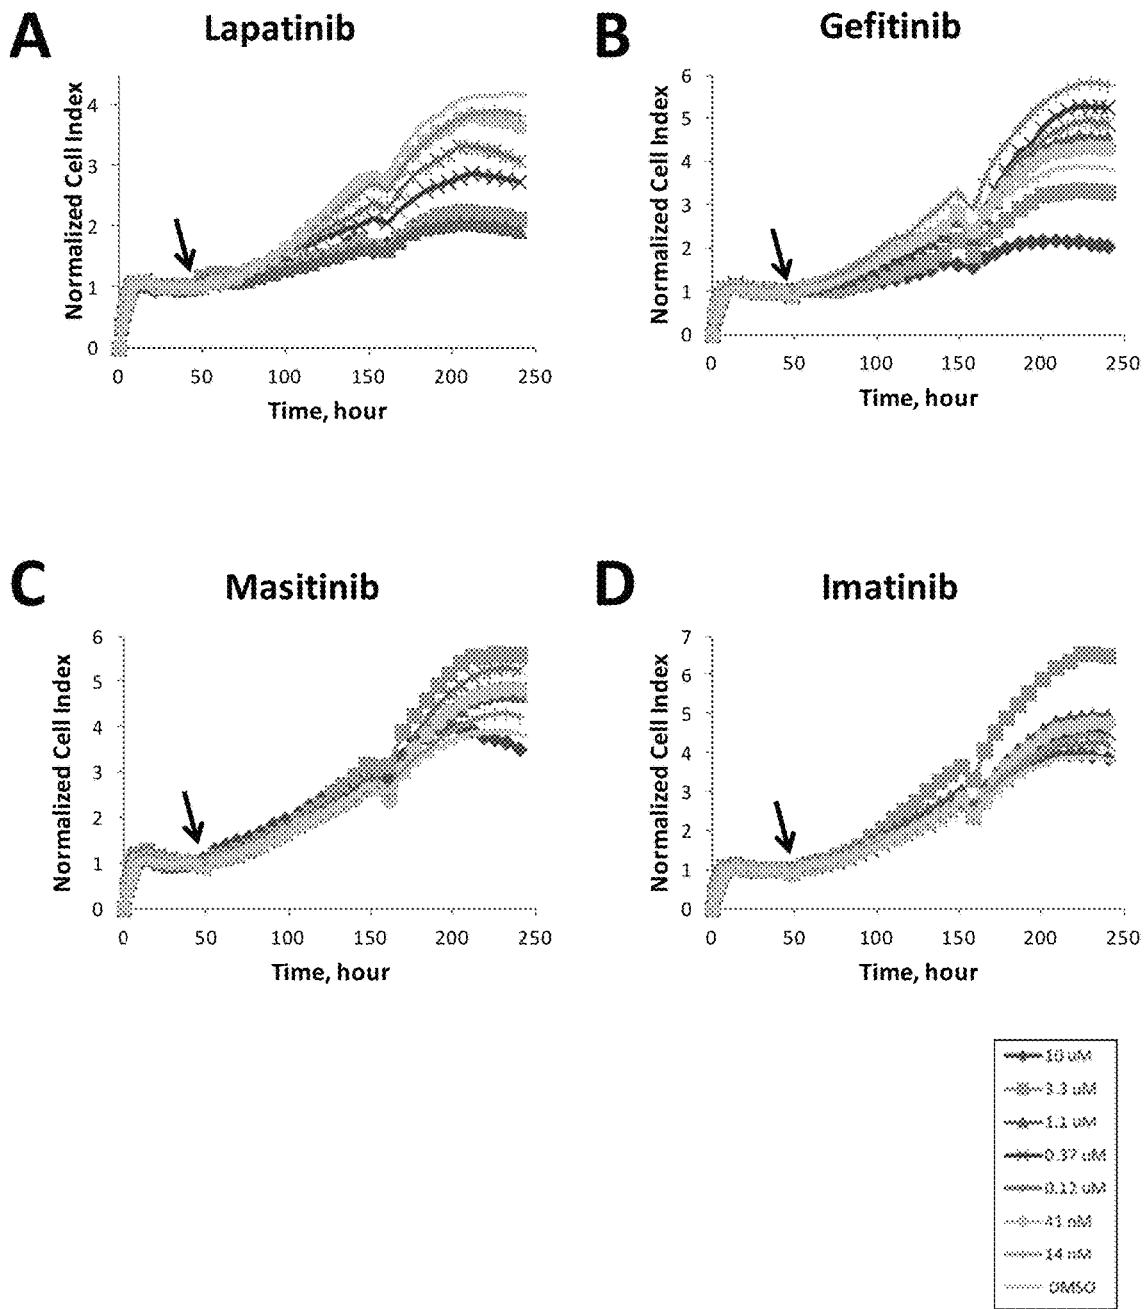 A
Lapatinib
Normalized Cell Index
4
3
2
1
0
0 50 100 150 200 250
Time, hour
B
Gefitinib
Normalized Cell Index
6
5
4
3
2
1
0
0 50 100 150 200 250
Time, hour
C
Masitinib
Normalized Cell Index
6
5
4
3
2
1
0
0 50 100 150 200 250
Time, hour
D
Imatinib
Normalized Cell Index
7
6
5
4
3
2
1
0
0 50 100 150 200 250
Time, hour
10 uM
3.3 uM
1.1 uM
0.37 uM
0.12 uM
41 nM
14 nM
DMSO